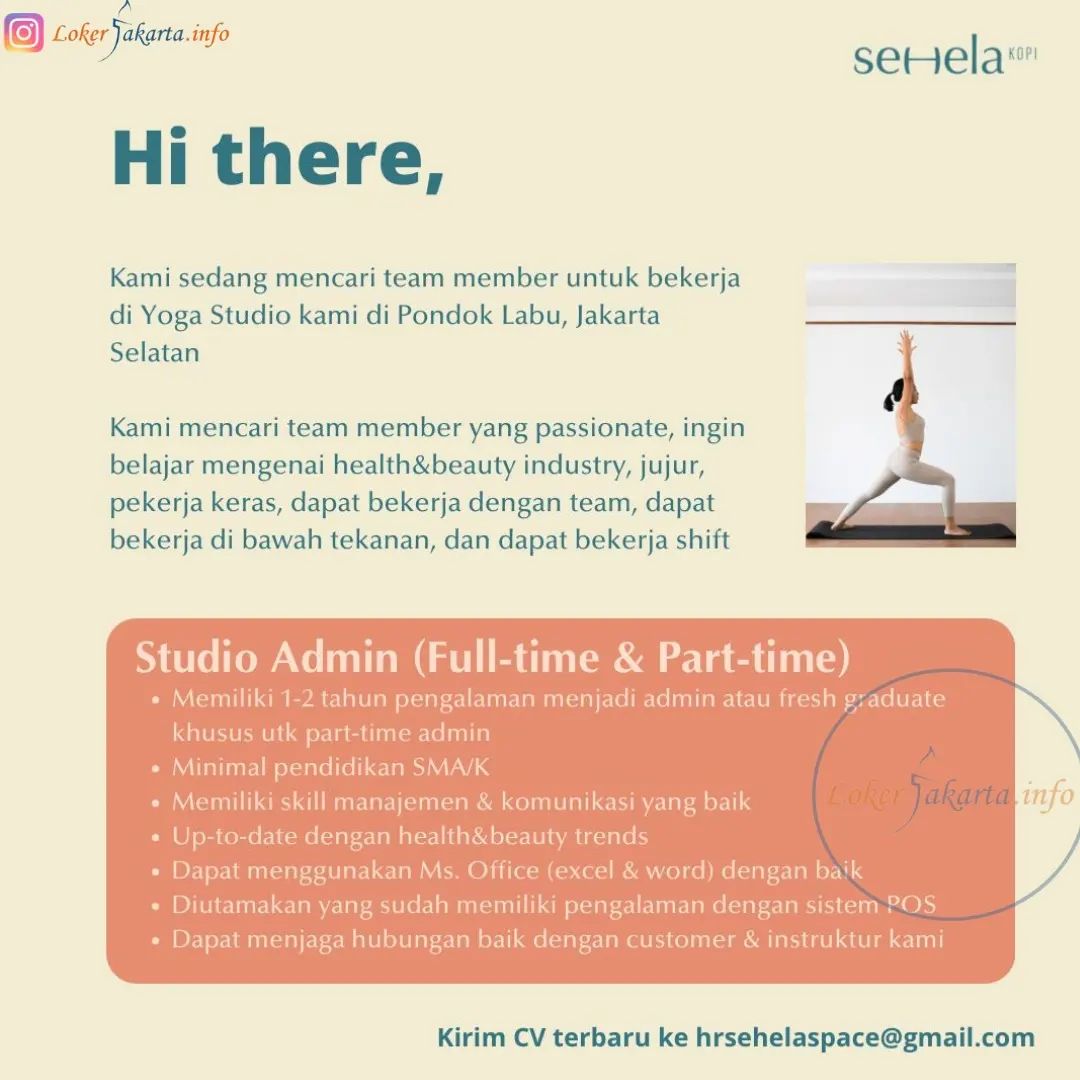 LokerJakarta.info
seHela KOPI
Hi there,
Kami sedang mencari team member untuk bekerja
di Yoga Studio kami di Pondok Labu, Jakarta
Selatan
Kami mencari team member yang passionate, ingin
belajar mengenai health&beauty industry, jujur,
pekerja keras, dapat bekerja dengan team, dapat
bekerja di bawah tekanan, dan dapat bekerja shift
Studio Admin (Full-time & Part-time)
• Memiliki 1-2 tahun pengalaman menjadi admin atau fresh graduate
khusus utk part-time admin
• Minimal pendidikan SMA/K
• Memiliki skill manajemen & komunikasi yang baik
• Up-to-date dengan health&beauty trends
• Dapat menggunakan Ms. Office (excel & word) dengan baik
• Diutamakan yang sudah memiliki pengalaman dengan sistem POS
• Dapat menjaga hubungan baik dengan customer & instruktur kami
LokerJakarta.info
Kirim CV terbaru ke hrsehelaspace@gmail.com